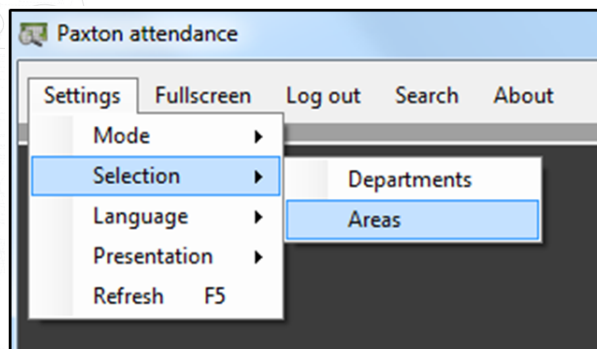 Paxton attendance
Settings Fullscreen Log out Search About
Mode
Selection
Departments
Language
Areas
Presentation
Refresh F5